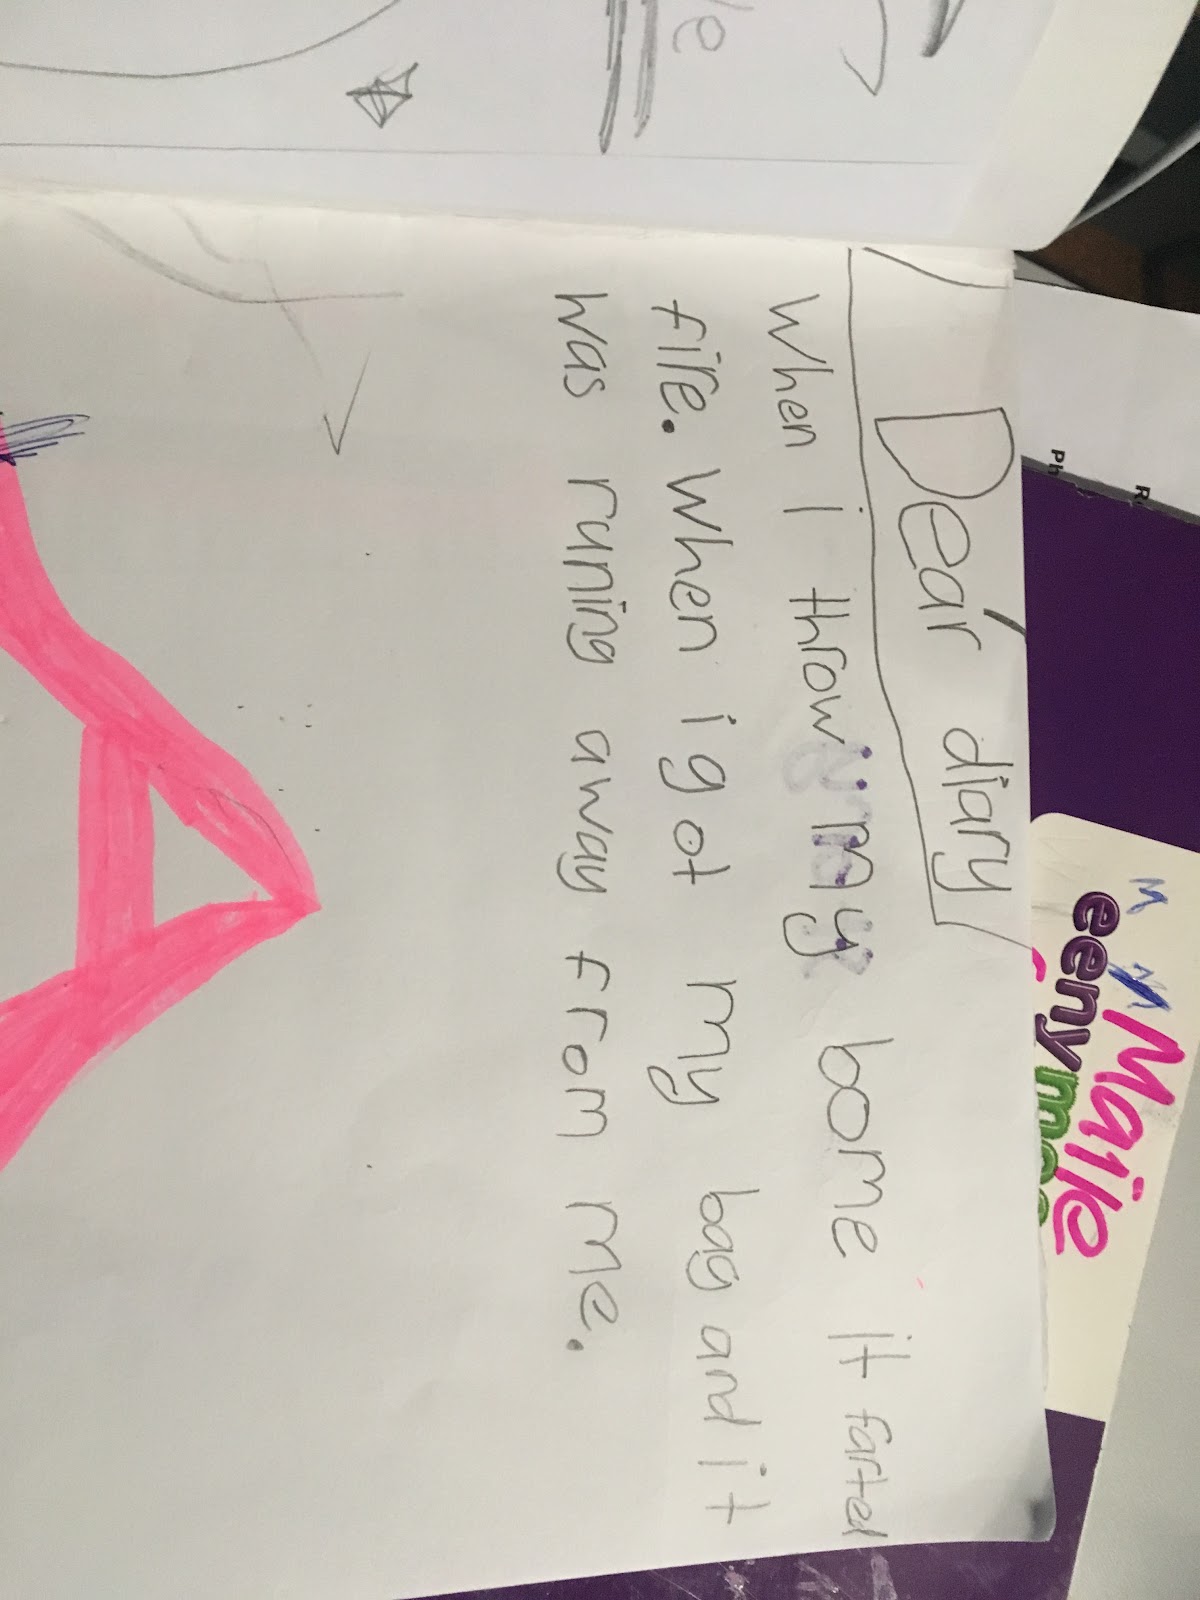 Dear diary
When i throw my bome it farted
fire. When i got my bag and it
was runing away from me.
Maile
eeny
Ph
R